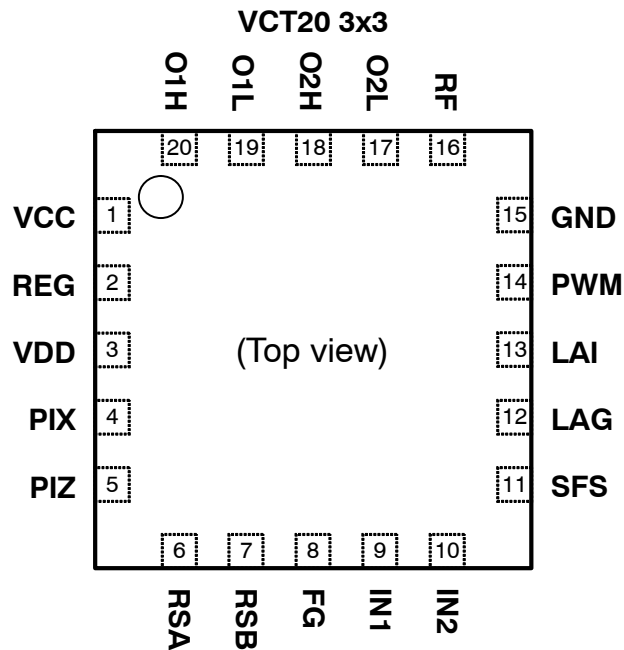 VCT20 3x3
O1H O1L O2H O2L RF
20 19 18 17 16
VCC 1 15 GND
REG 2 14 PWM
VDD 3 (Top view) 13 LAI
PIX 4 12 LAG
PIZ 5 11 SFS
6 7 8 9 10
RSA RSB FG IN1 IN2